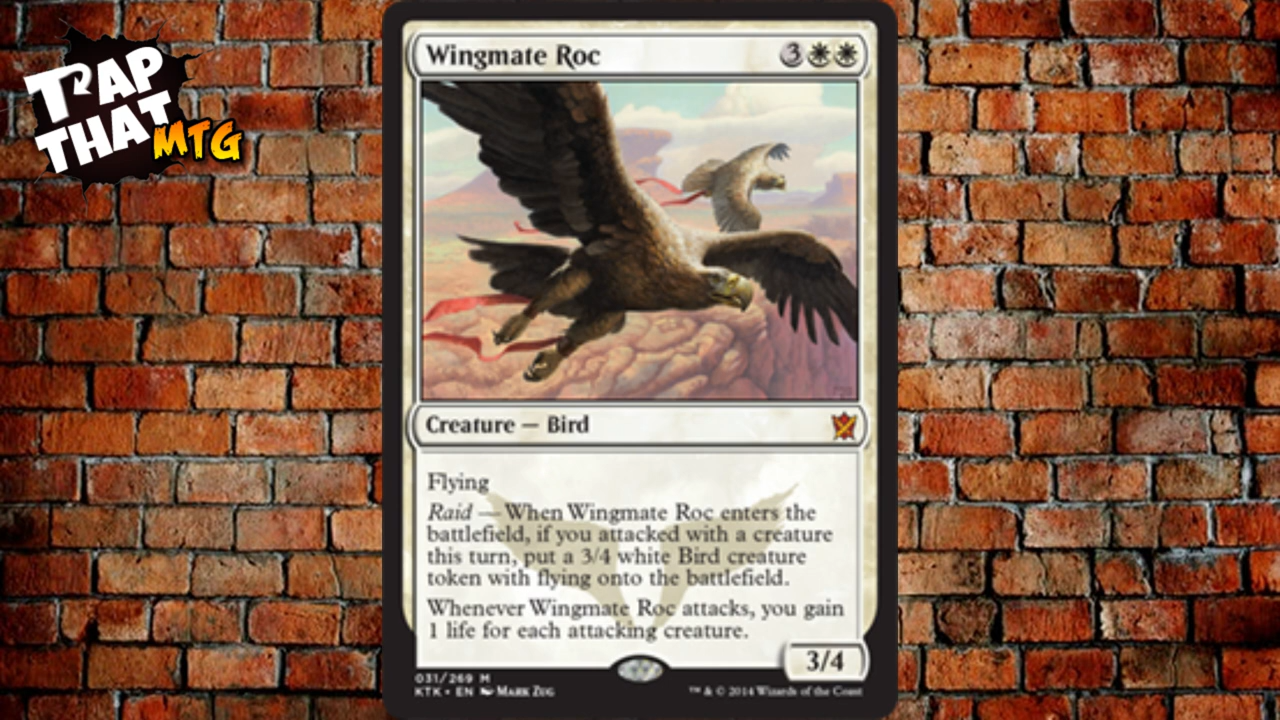 TRAP
THAT
MTG
Wingmate Roc 3
Creature — Bird
Flying
Raid — When Wingmate Roc enters the
battlefield, if you attacked with a creature
this turn, put a 3/4 white Bird creature
token with flying onto the battlefield.
Whenever Wingmate Roc attacks, you gain
1 life for each attacking creature.
3/4
031/269 M
KTK • EN MARK ZUG
™ & © 2014 Wizards of the Coast